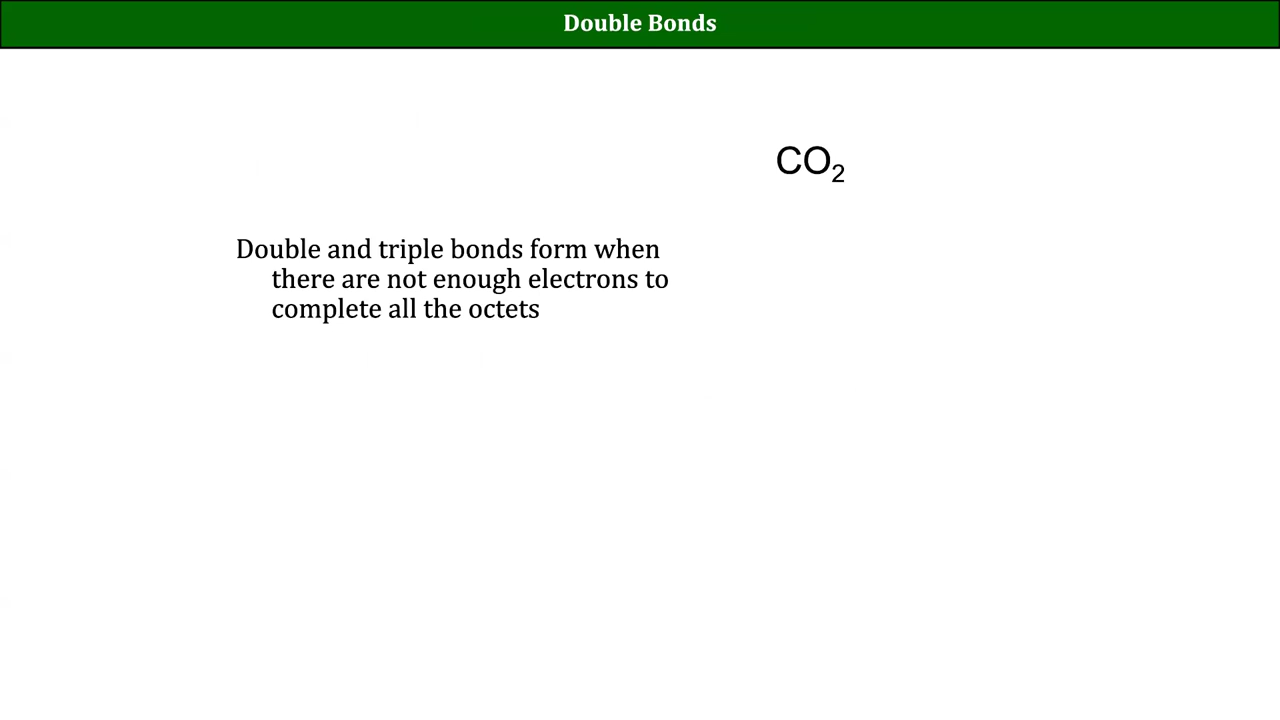 Double Bonds
CO₂
Double and triple bonds form when
there are not enough electrons to
complete all the octets